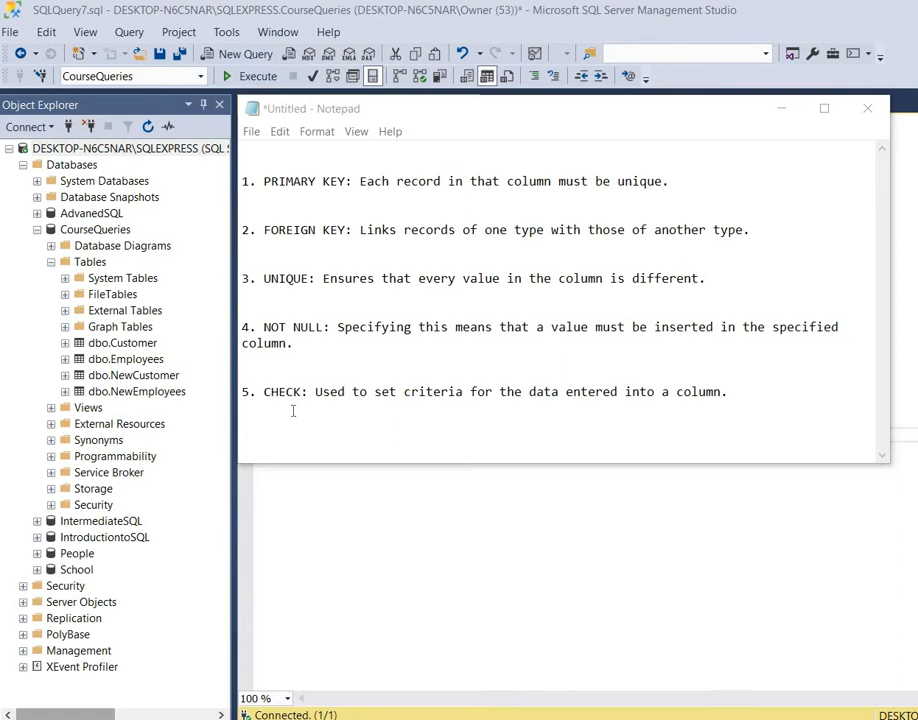 SQLQuery7.sql - DESKTOP-N6C5NAR\SQLEXPRESS.CourseQueries (DESKTOP-N6C5NAR\Owner (53))* - Microsoft SQL Server Management Studio
File Edit View Query Project Tools Window Help
New Query
CourseQueries Execute
Object Explorer
Connect
DESKTOP-N6C5NAR\SQLEXPRESS (SQL S
Databases
System Databases
Database Snapshots
AdvanedSQL
CourseQueries
Database Diagrams
Tables
System Tables
FileTables
External Tables
Graph Tables
dbo.Customer
dbo.Employees
dbo.NewCustomer
dbo.NewEmployees
Views
External Resources
Synonyms
Programmability
Service Broker
Storage
Security
IntermediateSQL
IntroductiontoSQL
People
School
Security
Server Objects
Replication
PolyBase
Management
XEvent Profiler
*Untitled - Notepad
File Edit Format View Help
1. PRIMARY KEY: Each record in that column must be unique.
2. FOREIGN KEY: Links records of one type with those of another type.
3. UNIQUE: Ensures that every value in the column is different.
4. NOT NULL: Specifying this means that a value must be inserted in the specified
column.
5. CHECK: Used to set criteria for the data entered into a column.
100 %
Connected. (1/1)
DESKTO